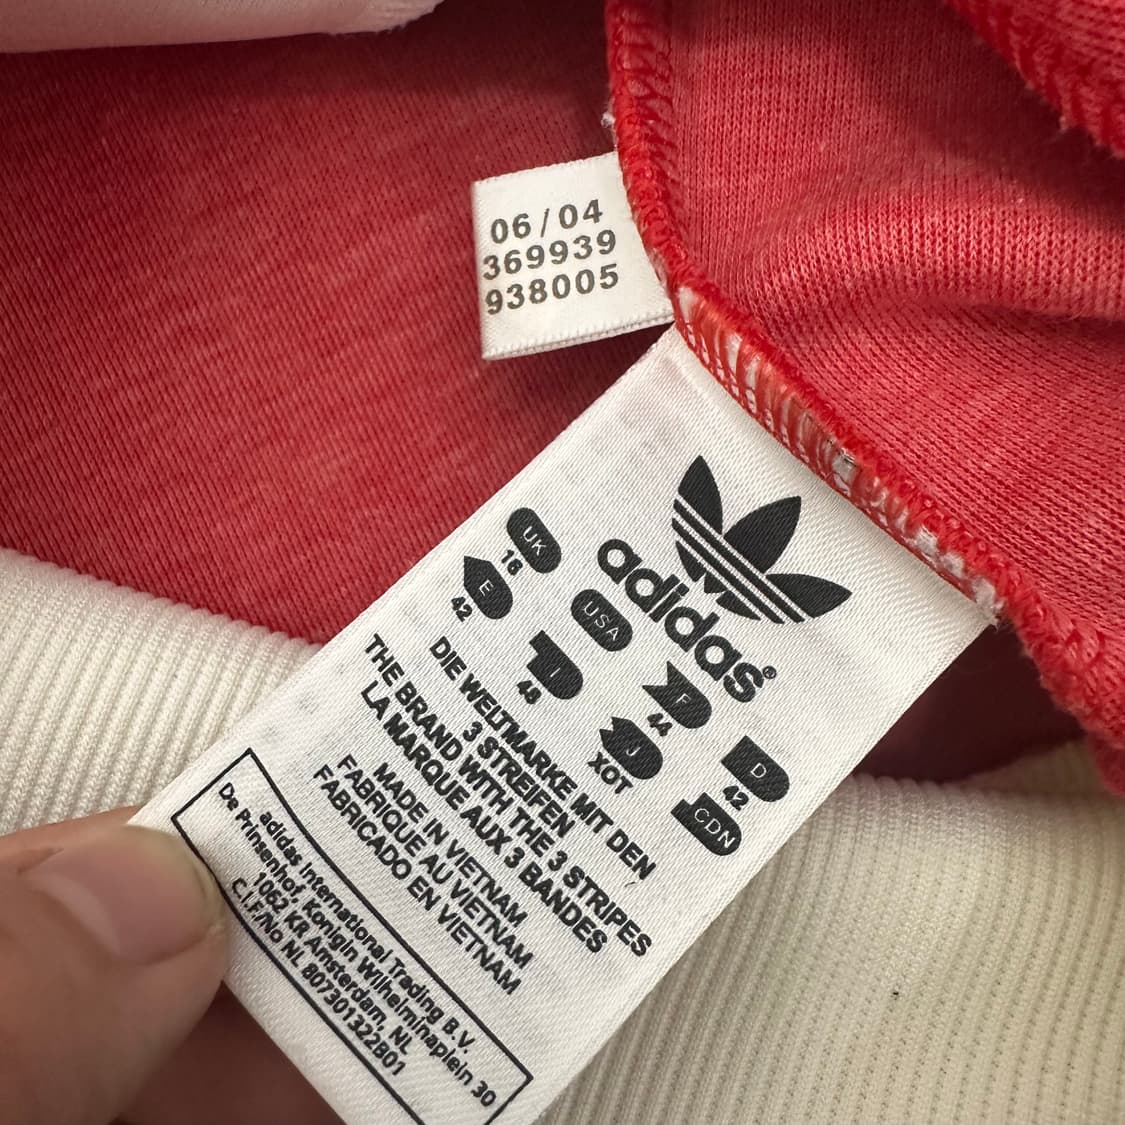 06/04
369939
938005
adidas®
UK
16
USA
F
44
D
42
E
42
I
48
J
XOT
CDN
DIE WELTMARKE MIT DEN
3 STREIFEN
THE BRAND WITH THE 3 STRIPES
LA MARQUE AUX 3 BANDES
MADE IN VIETNAM
FABRIQUE AU VIETNAM
FABRICADO EN VIETNAM
adidas International Trading B.V.
De Prinsenhof Konigin Wilhelminaplein 30
1062 KR Amsterdam, NL
C.I.F/No NL 807301322B01